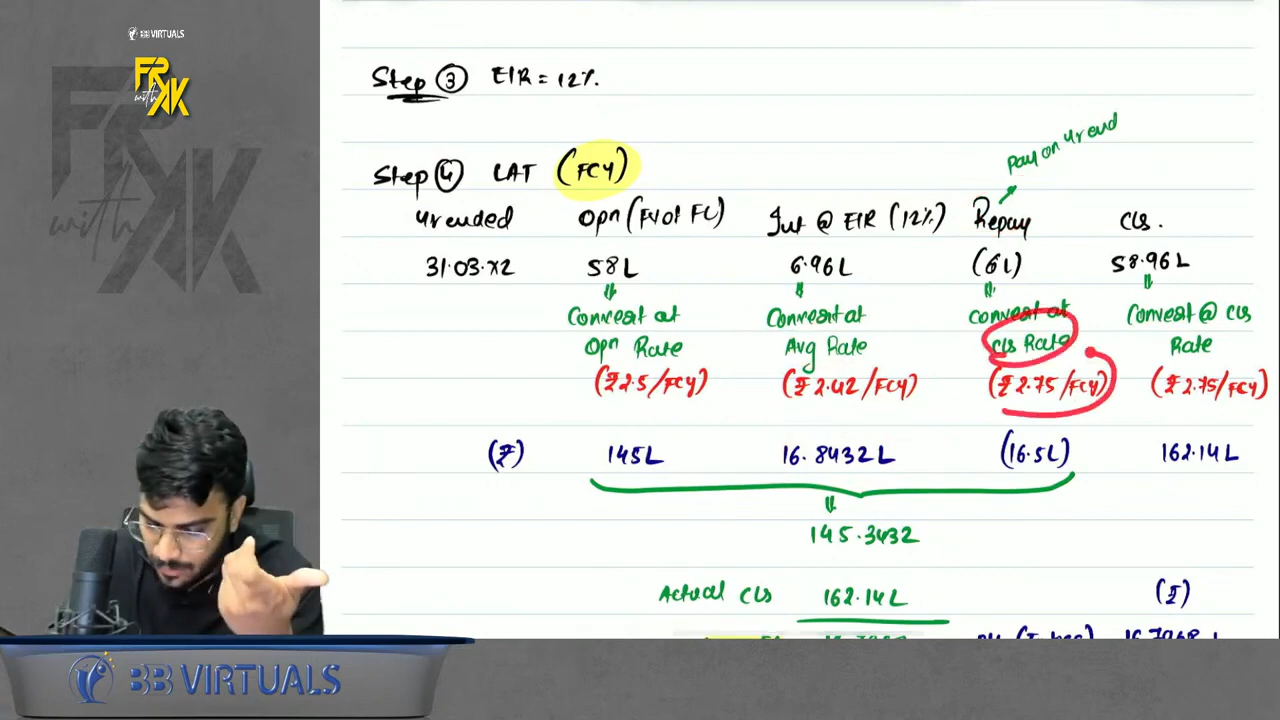 BB VIRTUALS
FR with KK
FR with KK
Step ③ EIR = 12%.
Pay on yr end
Step ④ LAT (FCY)
Yr ended Opn (FV of FL) Int @ EIR (12%) Repay Cls.
31.03.X2 58L 6.96L (6L) 58.96L
Convert at Convert at Convert at Convert @ Cls
Opn Rate Avg Rate Cls Rate Rate
(₹2.5/FCY) (₹2.42/FCY) (₹2.75/FCY) (₹2.75/FCY)
(₹) 145L 16.8432L (16.5L) 162.14L
145.3432
Actual Cls 162.14L (₹)
BB VIRTUALS